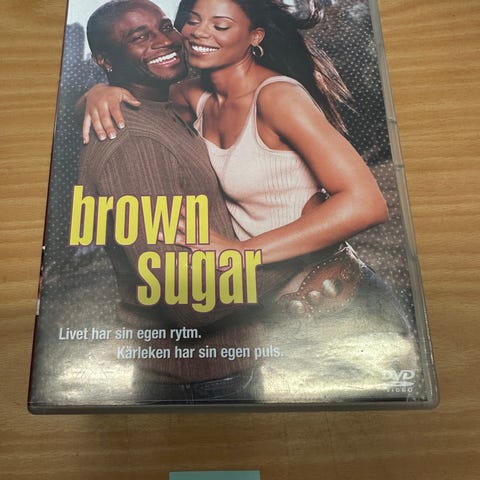 brown
sugar
Livet har sin egen rytm.
Kärleken har sin egen puls.
DVD
VIDEO